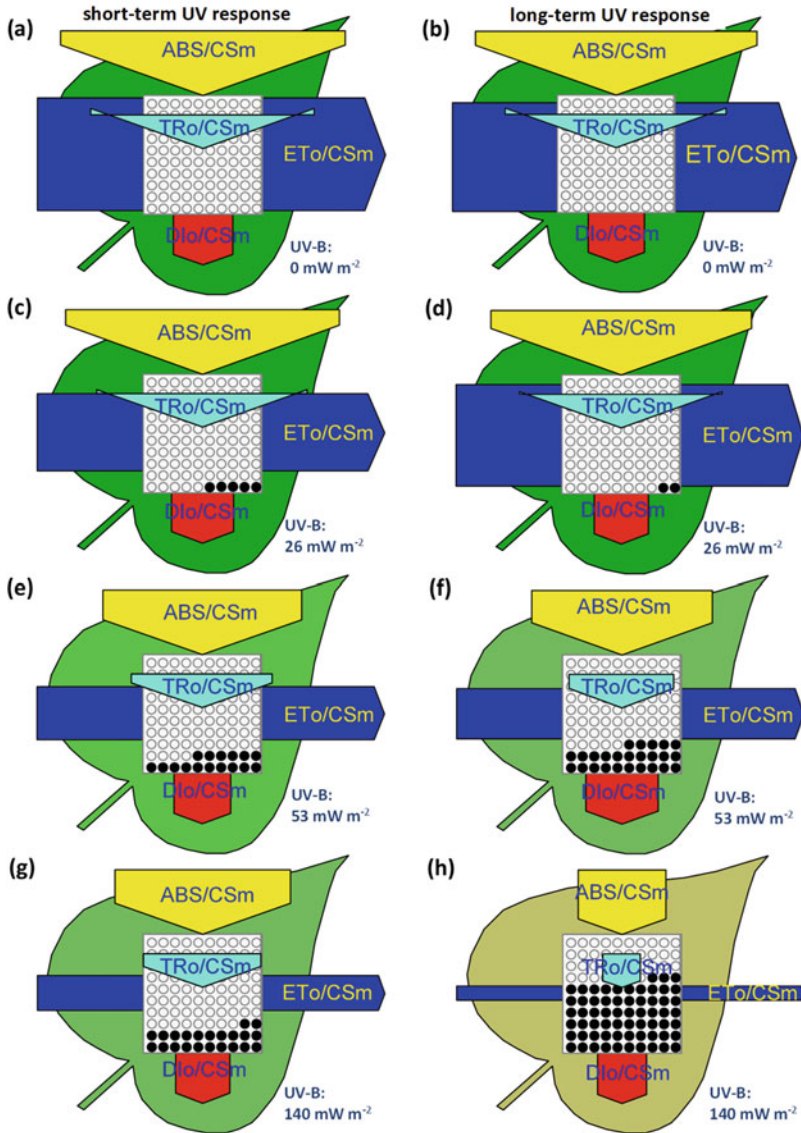 short-term UV response
long-term UV response
(a)
ABS/CSm
TRo/CSm
ETo/CSm
DIo/CSm
UV-B:
0 mW m⁻²
(b)
ABS/CSm
TRo/CSm
ETo/CSm
DIo/CSm
UV-B:
0 mW m⁻²
(c)
ABS/CSm
TRo/CSm
ETo/CSm
DIo/CSm
UV-B:
26 mW m⁻²
(d)
ABS/CSm
TRo/CSm
ETo/CSm
DIo/CSm
UV-B:
26 mW m⁻²
(e)
ABS/CSm
TRo/CSm
ETo/CSm
DIo/CSm
UV-B:
53 mW m⁻²
(f)
ABS/CSm
TRo/CSm
ETo/CSm
DIo/CSm
UV-B:
53 mW m⁻²
(g)
ABS/CSm
TRo/CSm
ETo/CSm
DIo/CSm
UV-B:
140 mW m⁻²
(h)
ABS/CSm
TRo/CSm
ETo/CSm
DIo/CSm
UV-B:
140 mW m⁻²